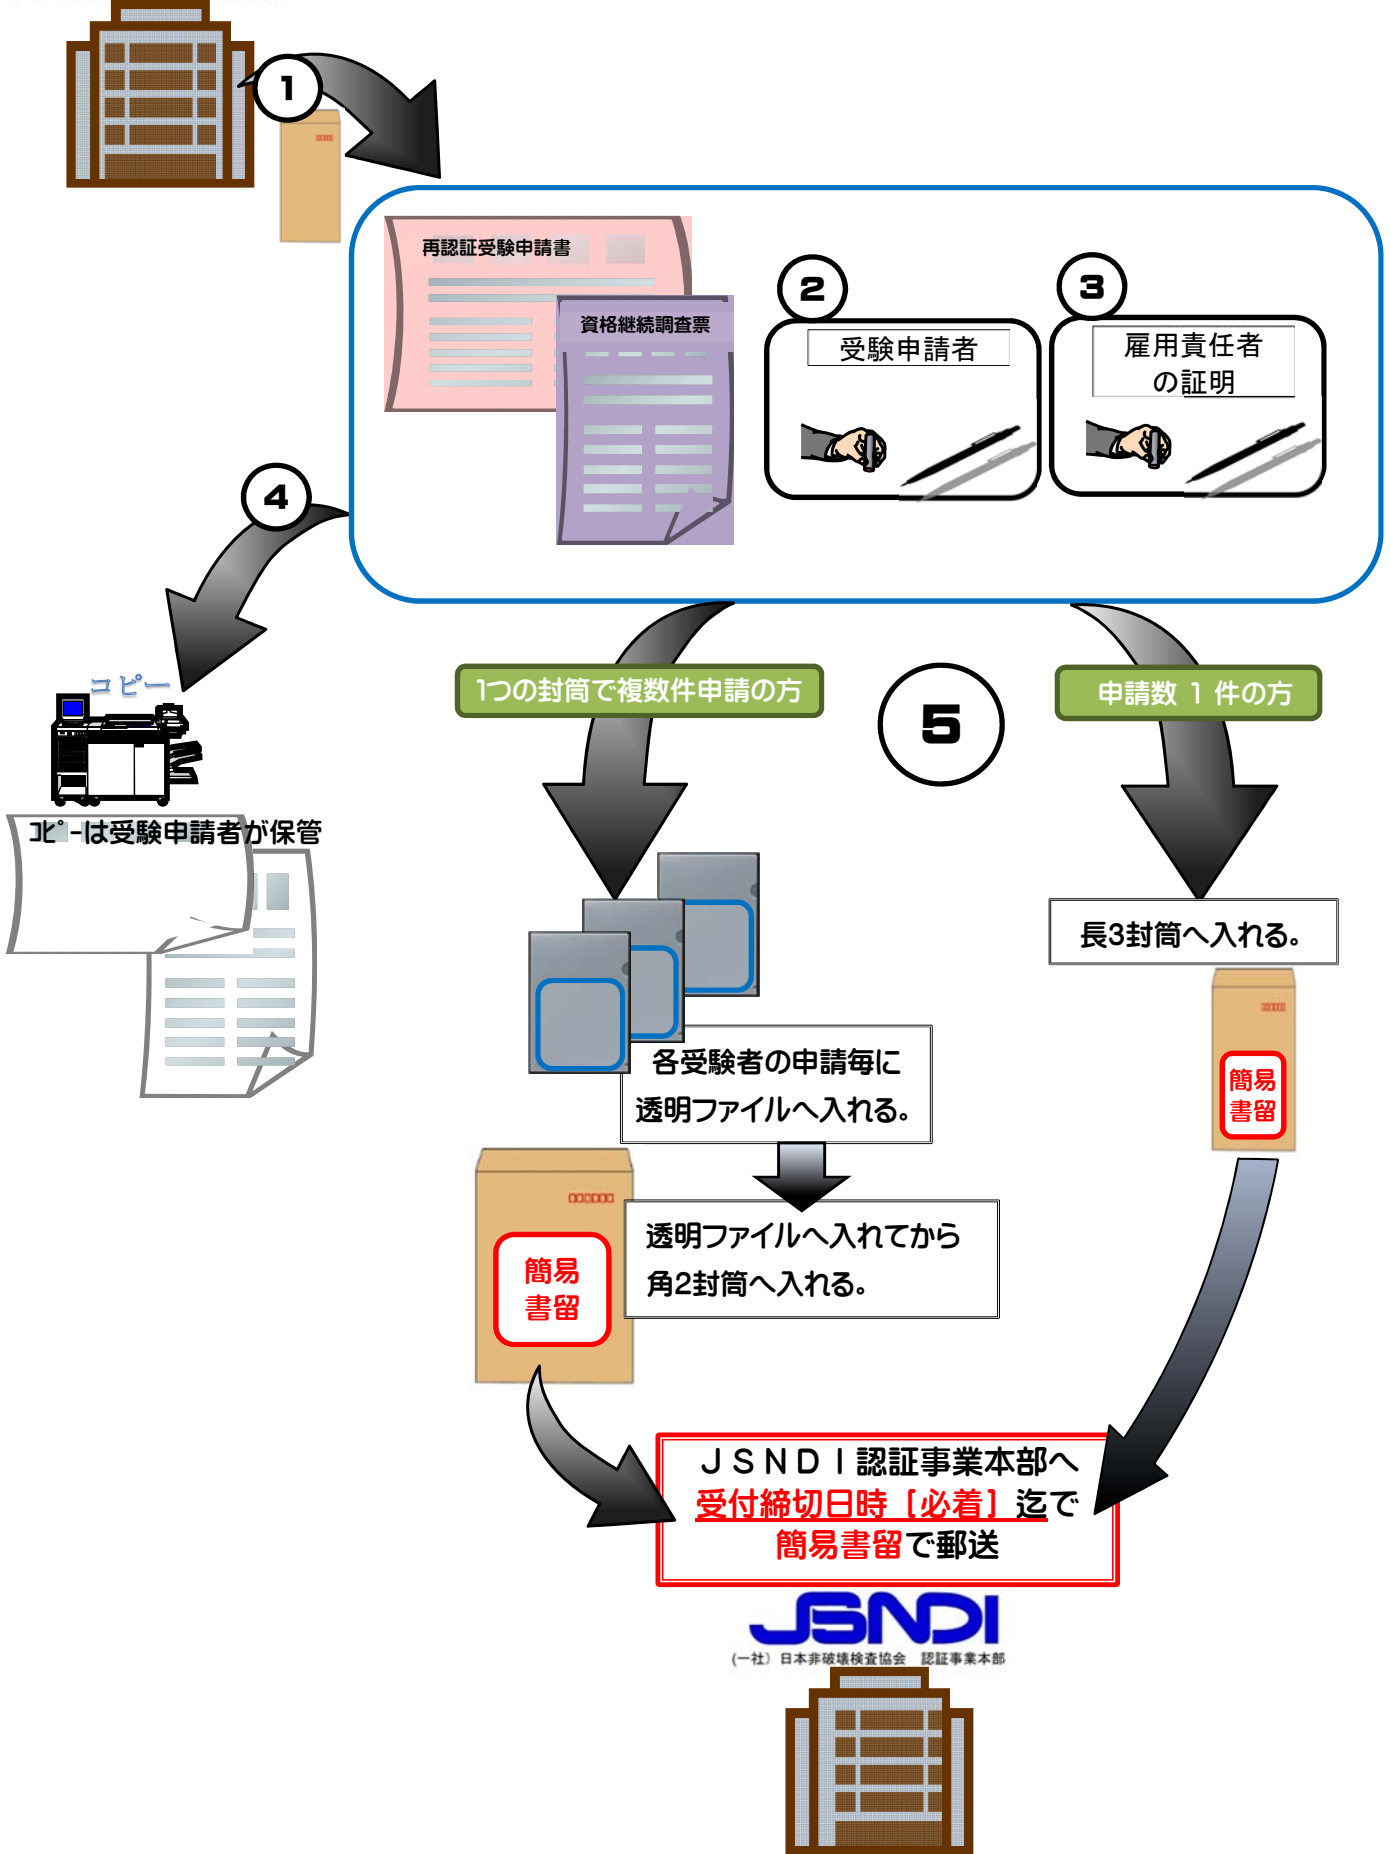 1
再認証受験申請書
資格継続調査票
2
受験申請者
3
雇用責任者
の証明
4
コピー
ｺﾋﾟｰは受験申請者が保管
1つの封筒で複数件申請の方
5
申請数 1 件の方
長3封筒へ入れる。
簡易
書留
各受験者の申請毎に
透明ファイルへ入れる。
透明ファイルへ入れてから
角2封筒へ入れる。
簡易
書留
ＪＳＮＤＩ認証事業本部へ
受付締切日時［必着］迄で
簡易書留で郵送
JSNDI
(一社）日本非破壊検査協会　認証事業本部